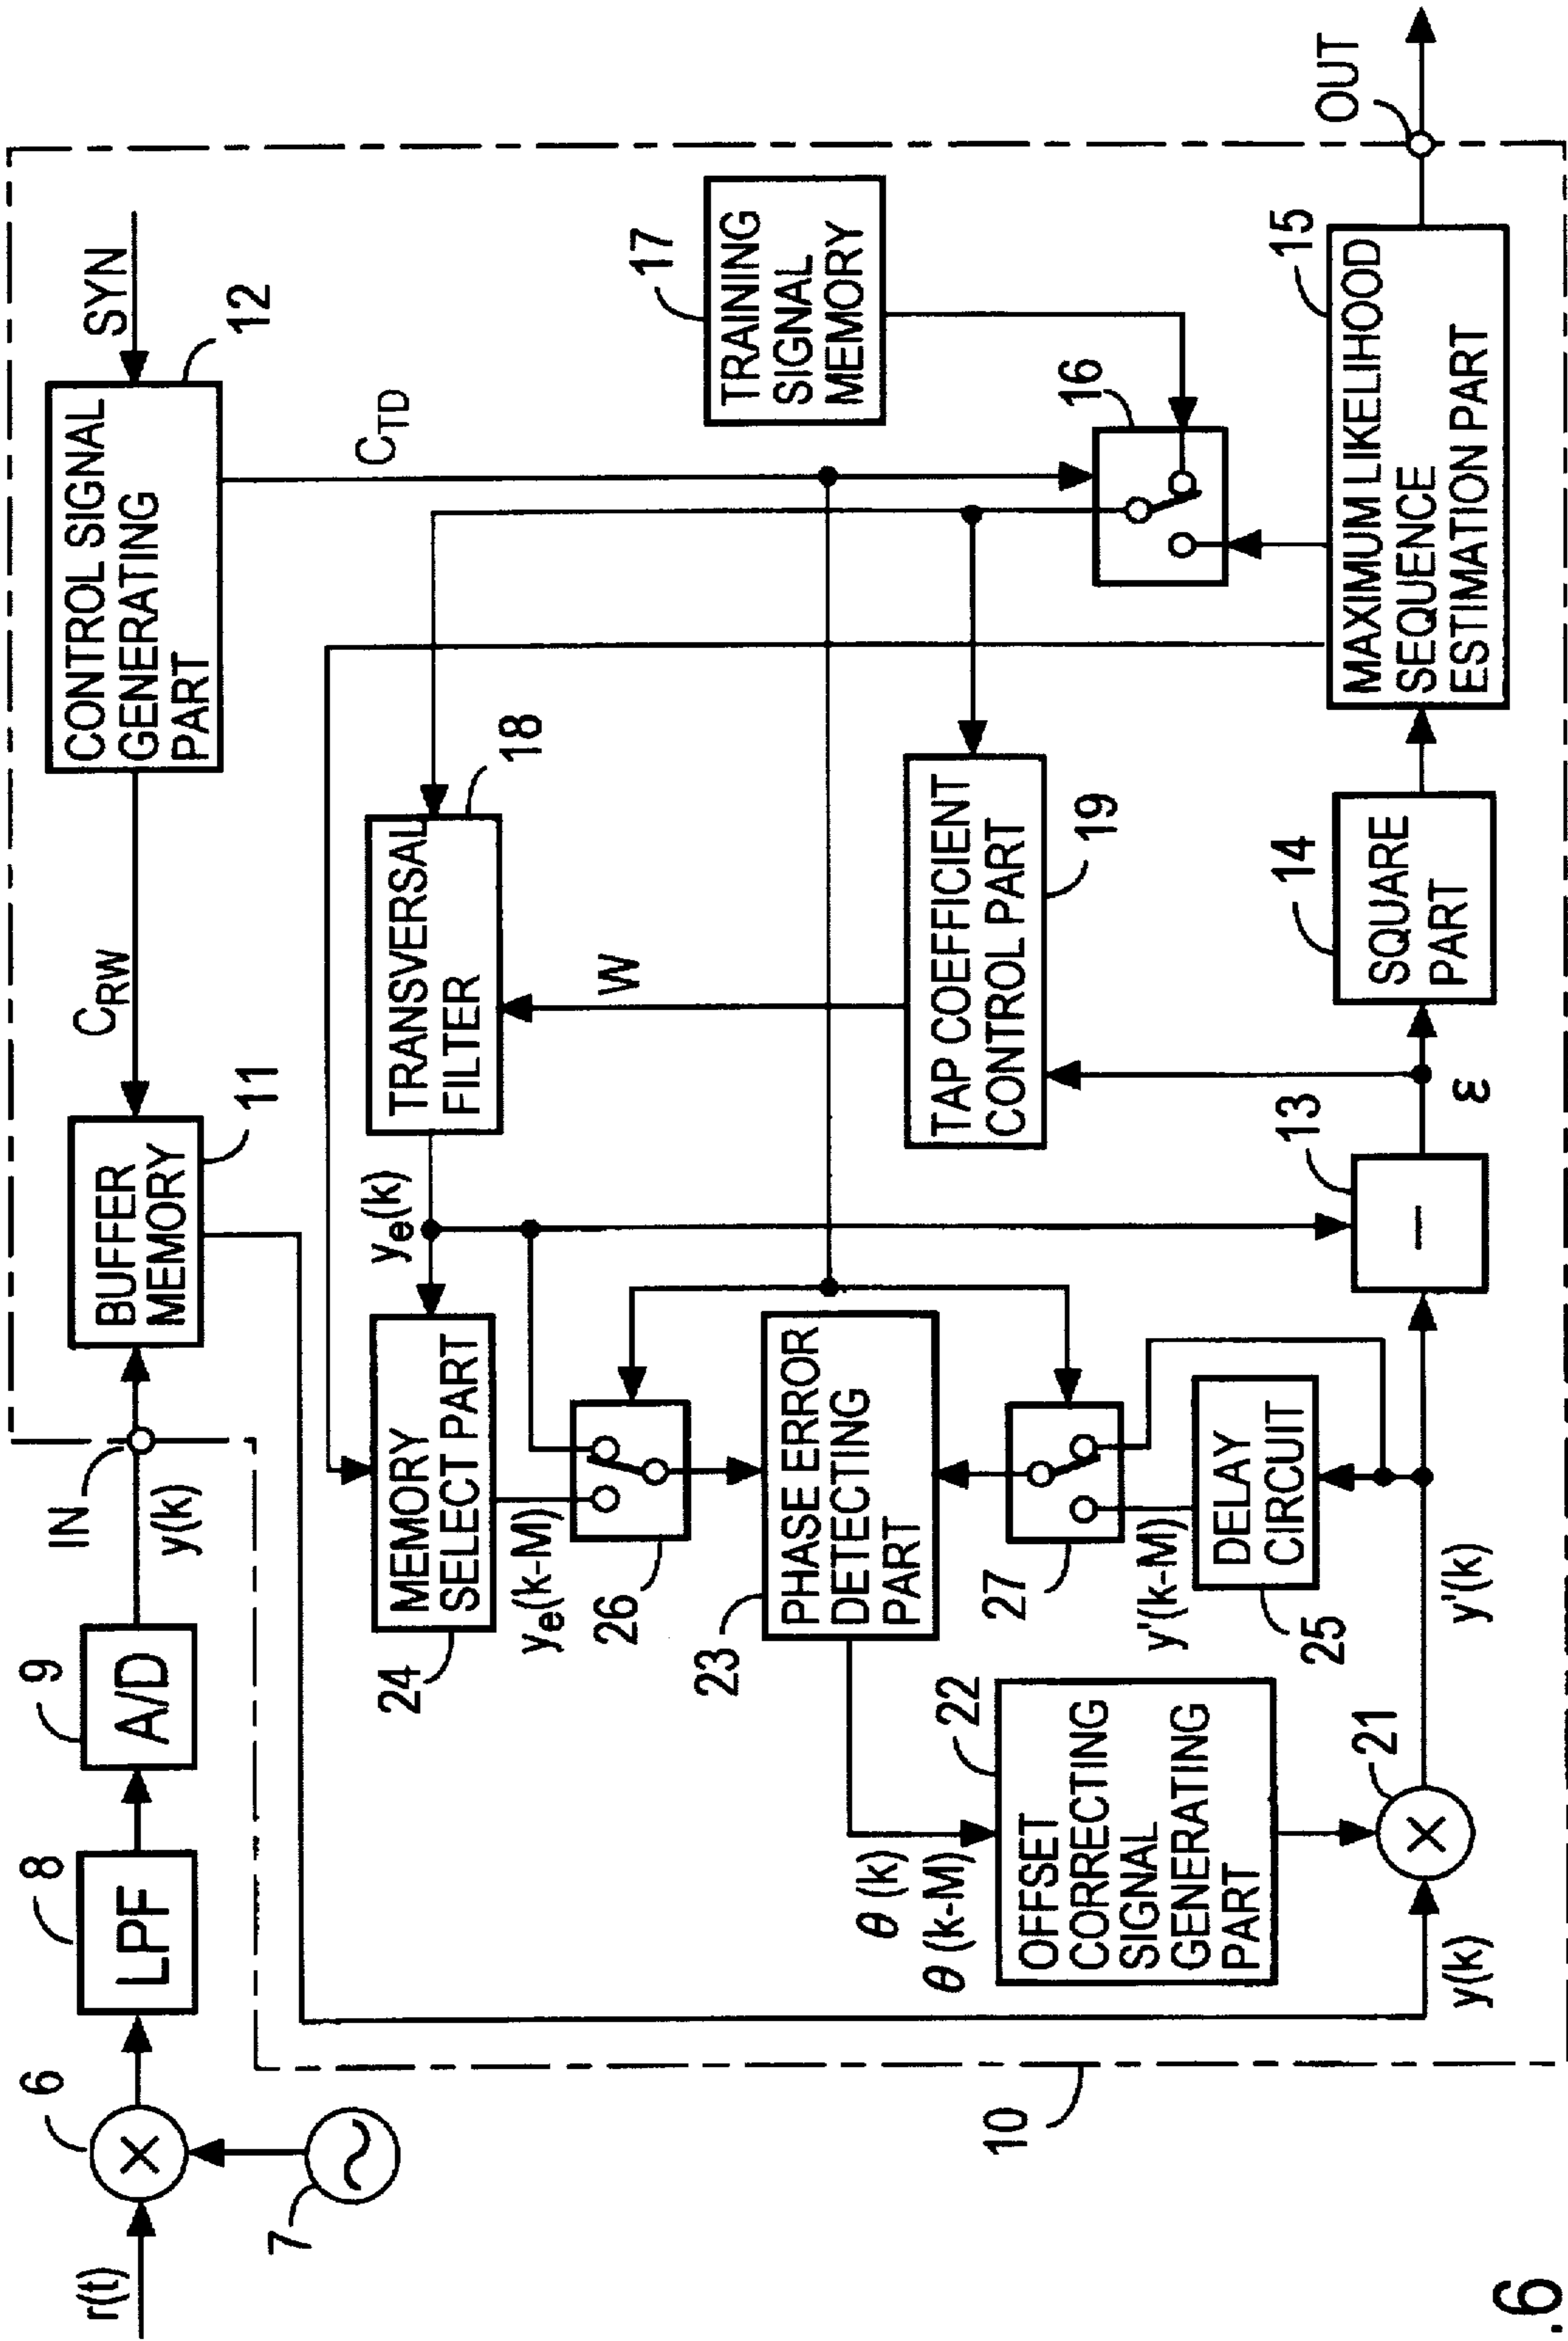 r(t)
6
7
8
LPF
9
A/D
y(k)
IN
BUFFER
MEMORY
11
C_RW
CONTROL SIGNAL
GENERATING
PART
12
SYN
C_TD
24
MEMORY
SELECT PART
y_e(k)
TRANSVERSAL
FILTER
18
W
17
TRAINING
SIGNAL
MEMORY
16
y_e(k-M)
26
23
PHASE ERROR
DETECTING
PART
TAP COEFFICIENT
CONTROL PART
19
θ (k)
θ (k-M)
22
OFFSET
CORRECTING
SIGNAL
GENERATING
PART
27
y'(k-M)
DELAY
CIRCUIT
25
10
y(k)
21
y'(k)
13
−
ε
14
SQUARE
PART
15
MAXIMUM LIKELIHOOD
SEQUENCE
ESTIMATION PART
OUT
.6